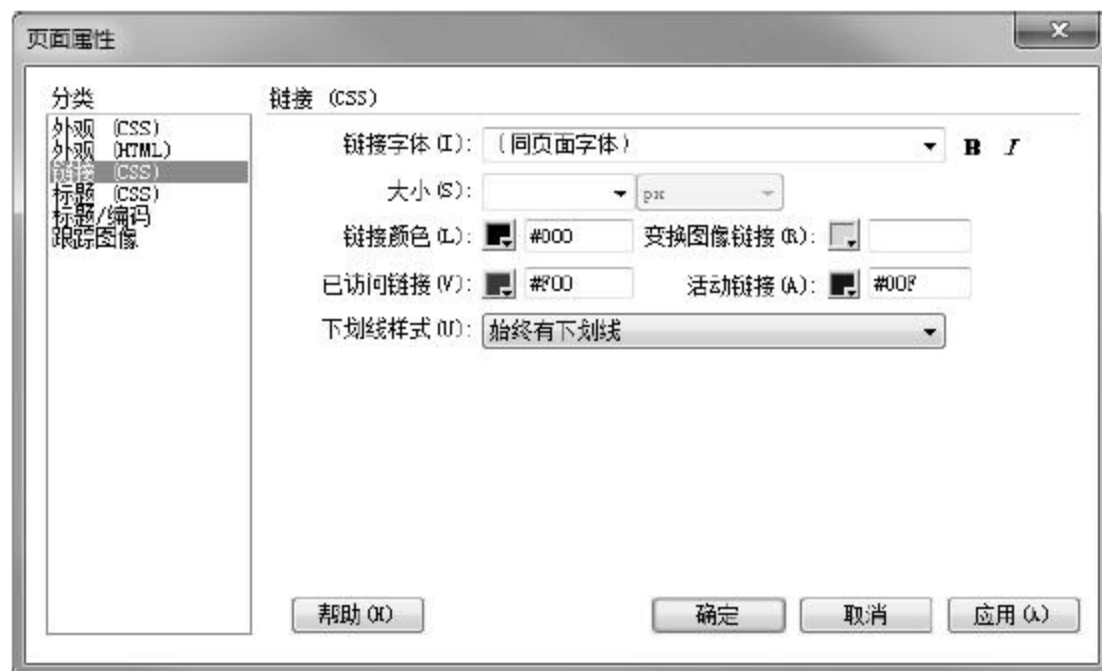 页面属性
分类
外观 (CSS)
外观 (HTML)
链接 (CSS)
标题 (CSS)
标题/编码
跟踪图像
链接 (CSS)
链接字体(I): (同页面字体) B I
大小(S): px
链接颜色(L): #000 变换图像链接(R):
已访问链接(V): #F00 活动链接(A): #00F
下划线样式(U): 始终有下划线
帮助(H) 确定 取消 应用(A)